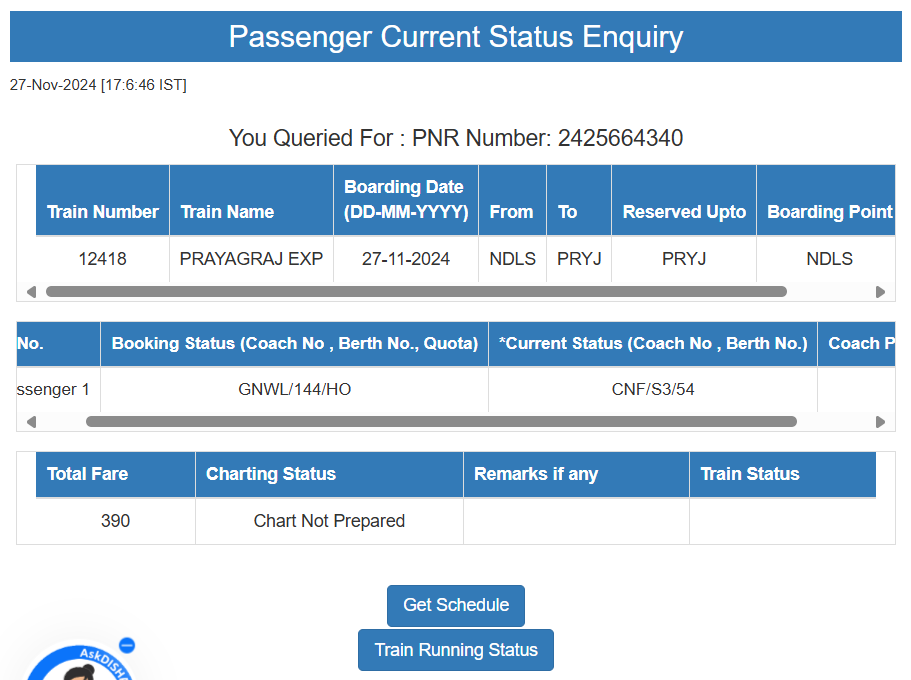 Passenger Current Status Enquiry
27-Nov-2024 [17:6:46 IST]
You Queried For : PNR Number: 2425664340
Train Number Train Name Boarding Date (DD-MM-YYYY) From To Reserved Upto Boarding Point
12418 PRAYAGRAJ EXP 27-11-2024 NDLS PRYJ PRYJ NDLS
No. Booking Status (Coach No , Berth No., Quota) *Current Status (Coach No , Berth No.) Coach P
ssenger 1 GNWL/144/HO CNF/S3/54
Total Fare Charting Status Remarks if any Train Status
390 Chart Not Prepared
Get Schedule
Train Running Status